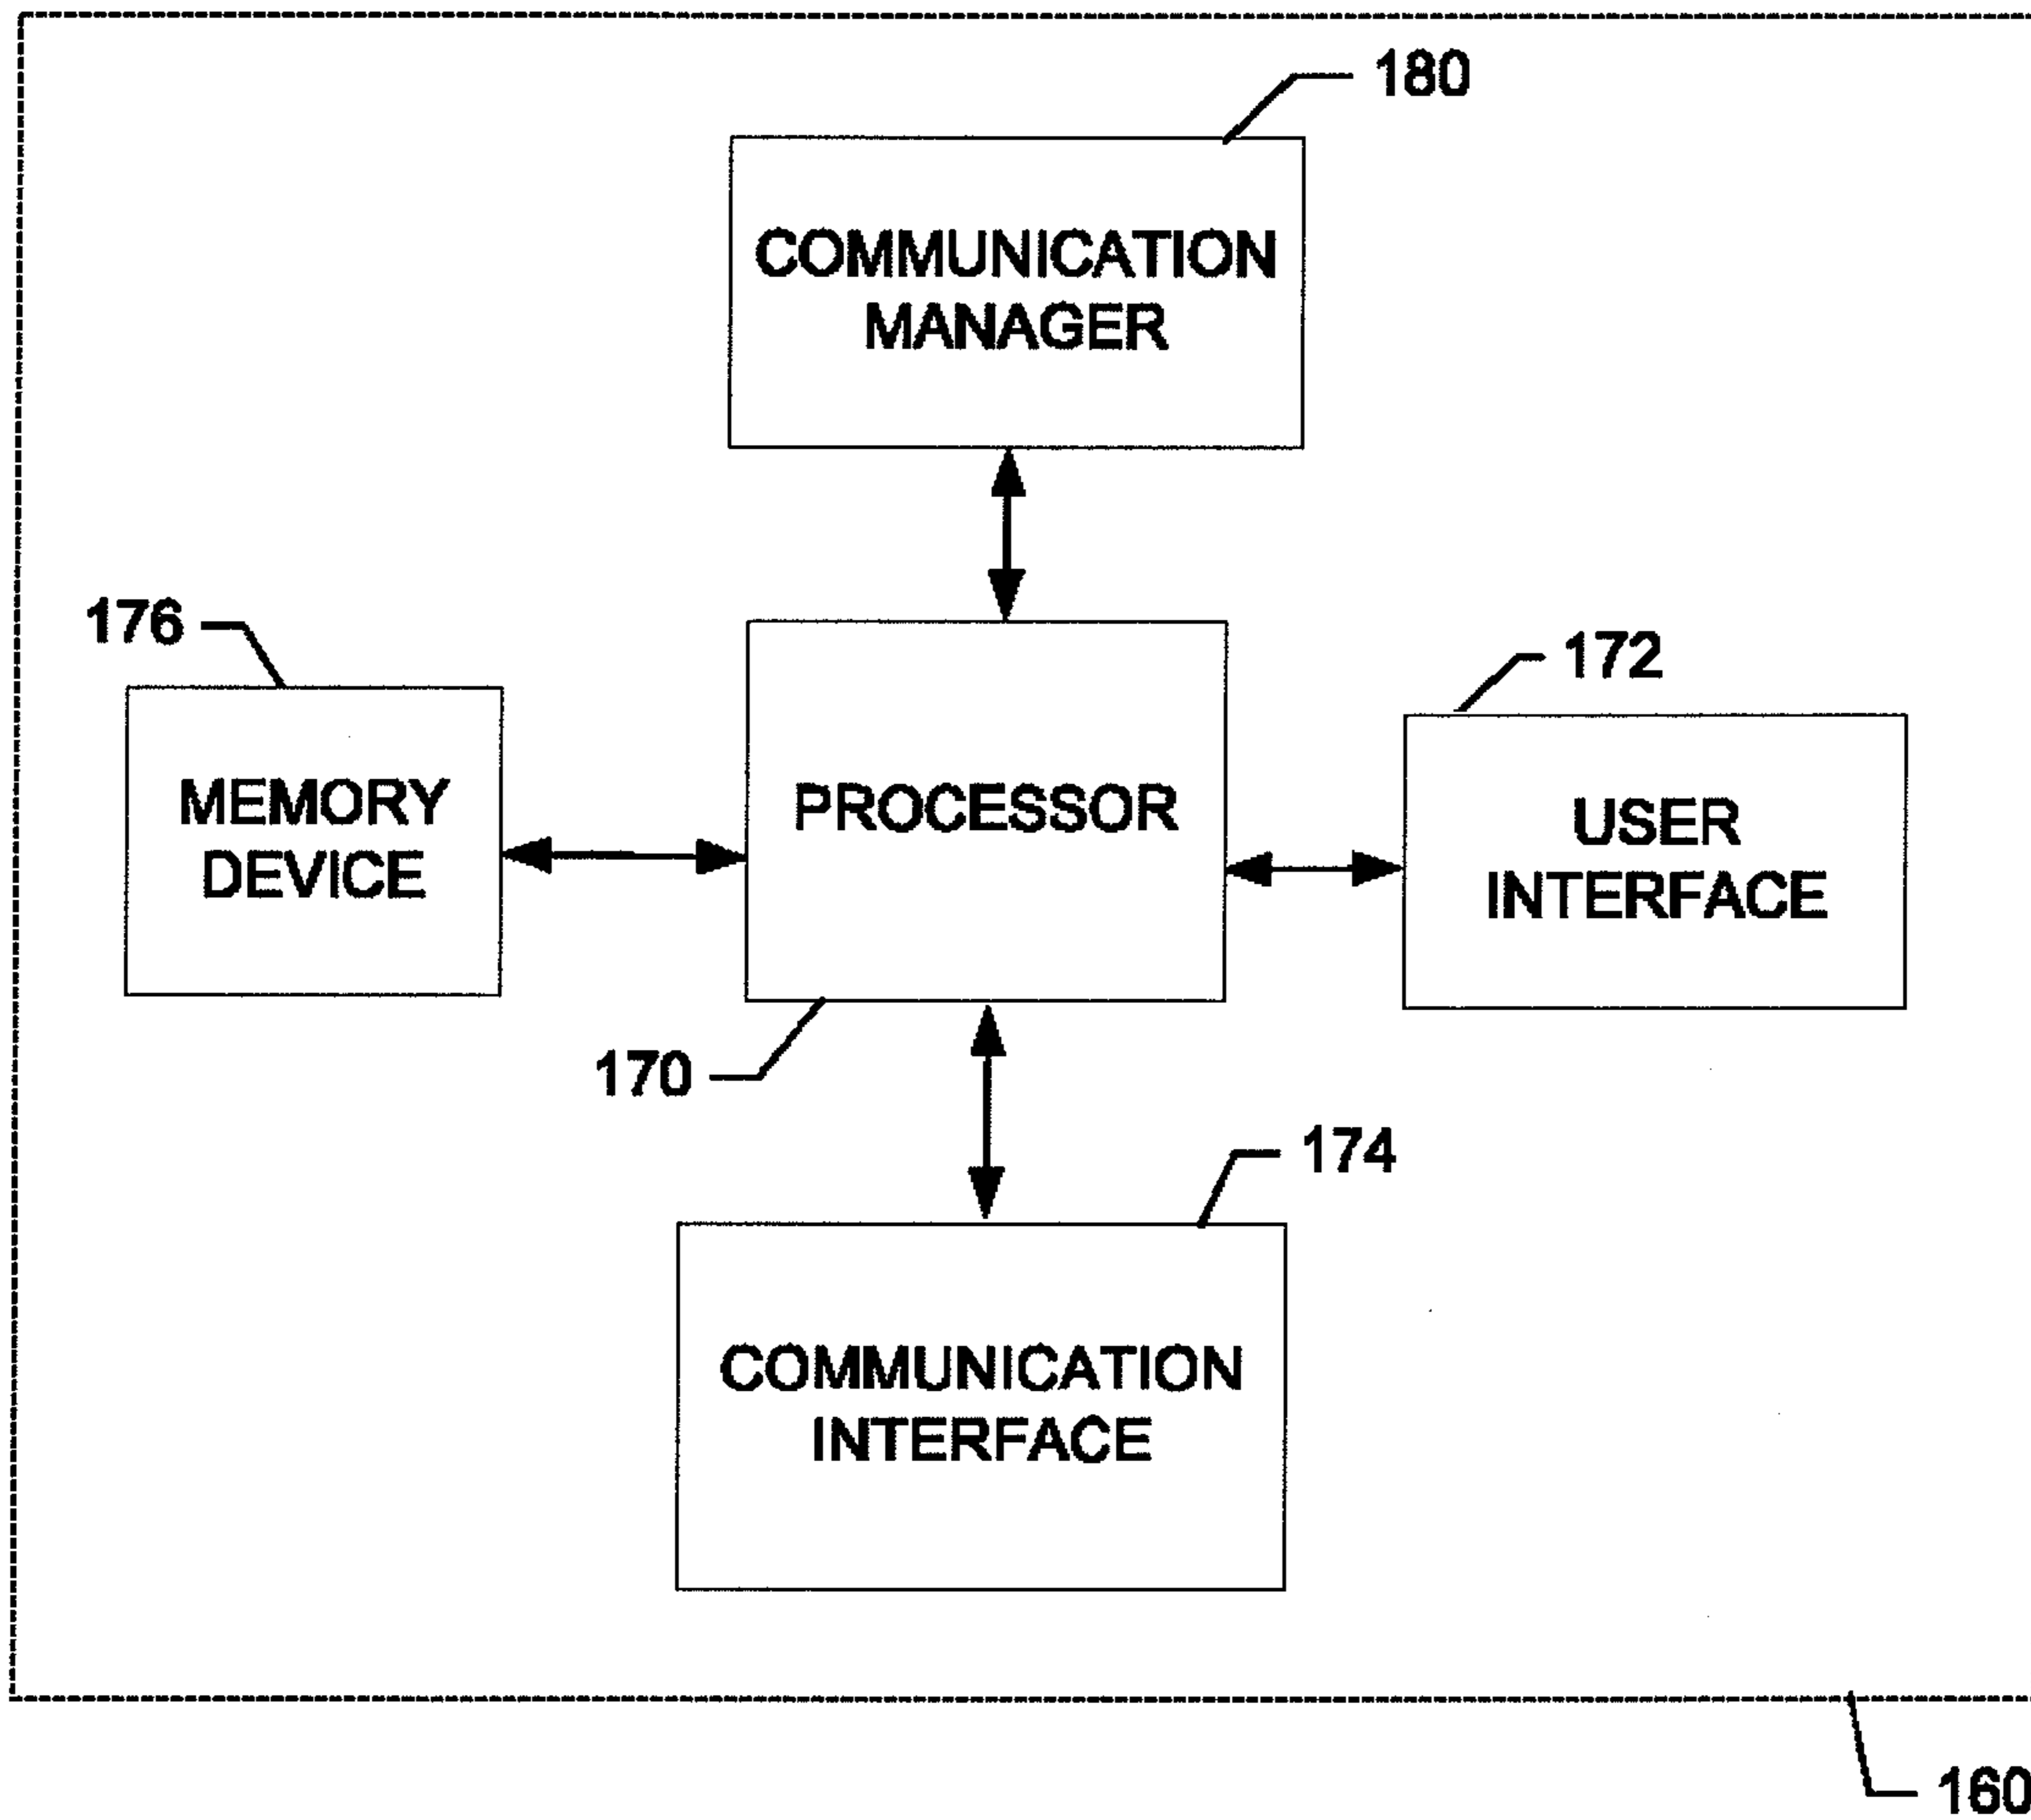 180
COMMUNICATION
MANAGER
176
172
MEMORY
DEVICE
PROCESSOR
USER
INTERFACE
170
174
COMMUNICATION
INTERFACE
160